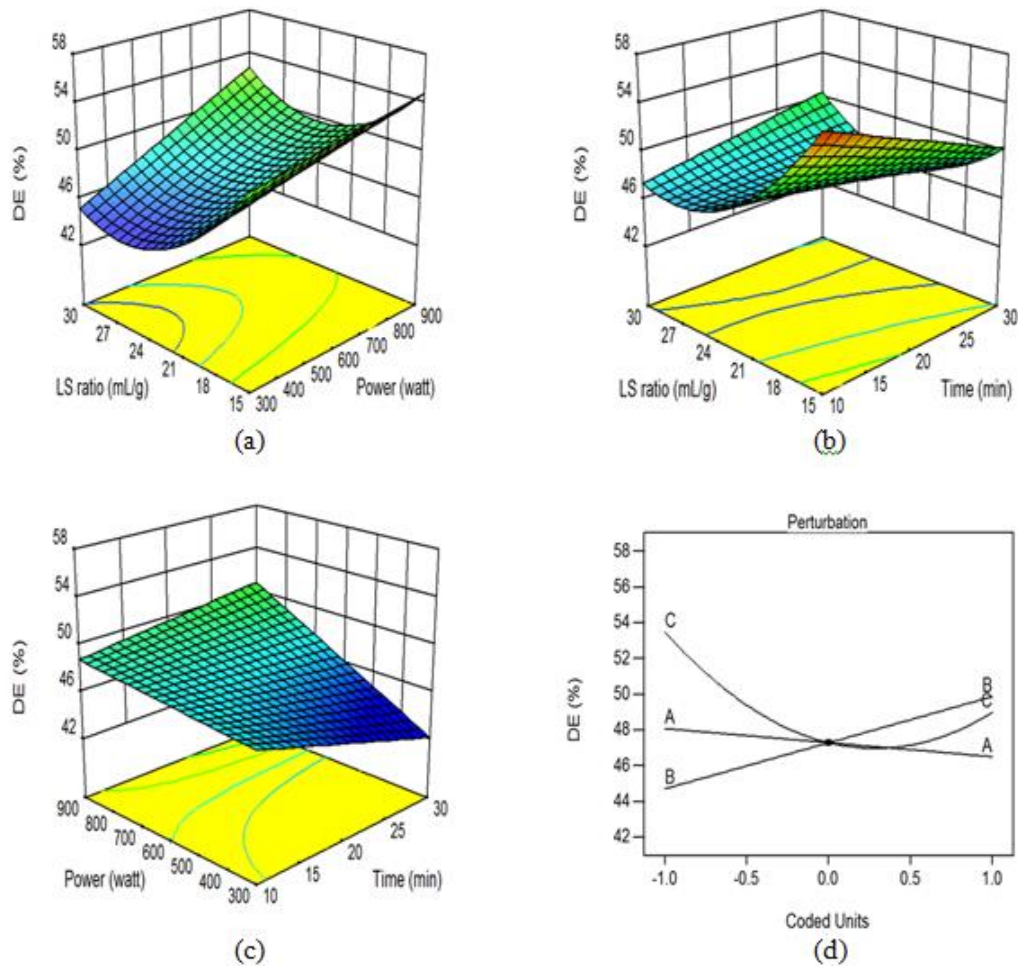 58
54
50
46
42
DE (%)
30
27
24
21
18
15
LS ratio (mL/g)
300
400
500
600
700
800
900
Power (watt)
(a)
58
54
50
46
42
DE (%)
30
27
24
21
18
15
LS ratio (mL/g)
10
15
20
25
30
Time (min)
(b)
58
54
50
46
42
DE (%)
900
800
700
600
500
400
300
Power (watt)
10
15
20
25
30
Time (min)
(c)
Perturbation
58
56
54
52
50
48
46
44
42
DE (%)
C
A
B
B
C
A
-1.0 -0.5 0.0 0.5 1.0
Coded Units
(d)